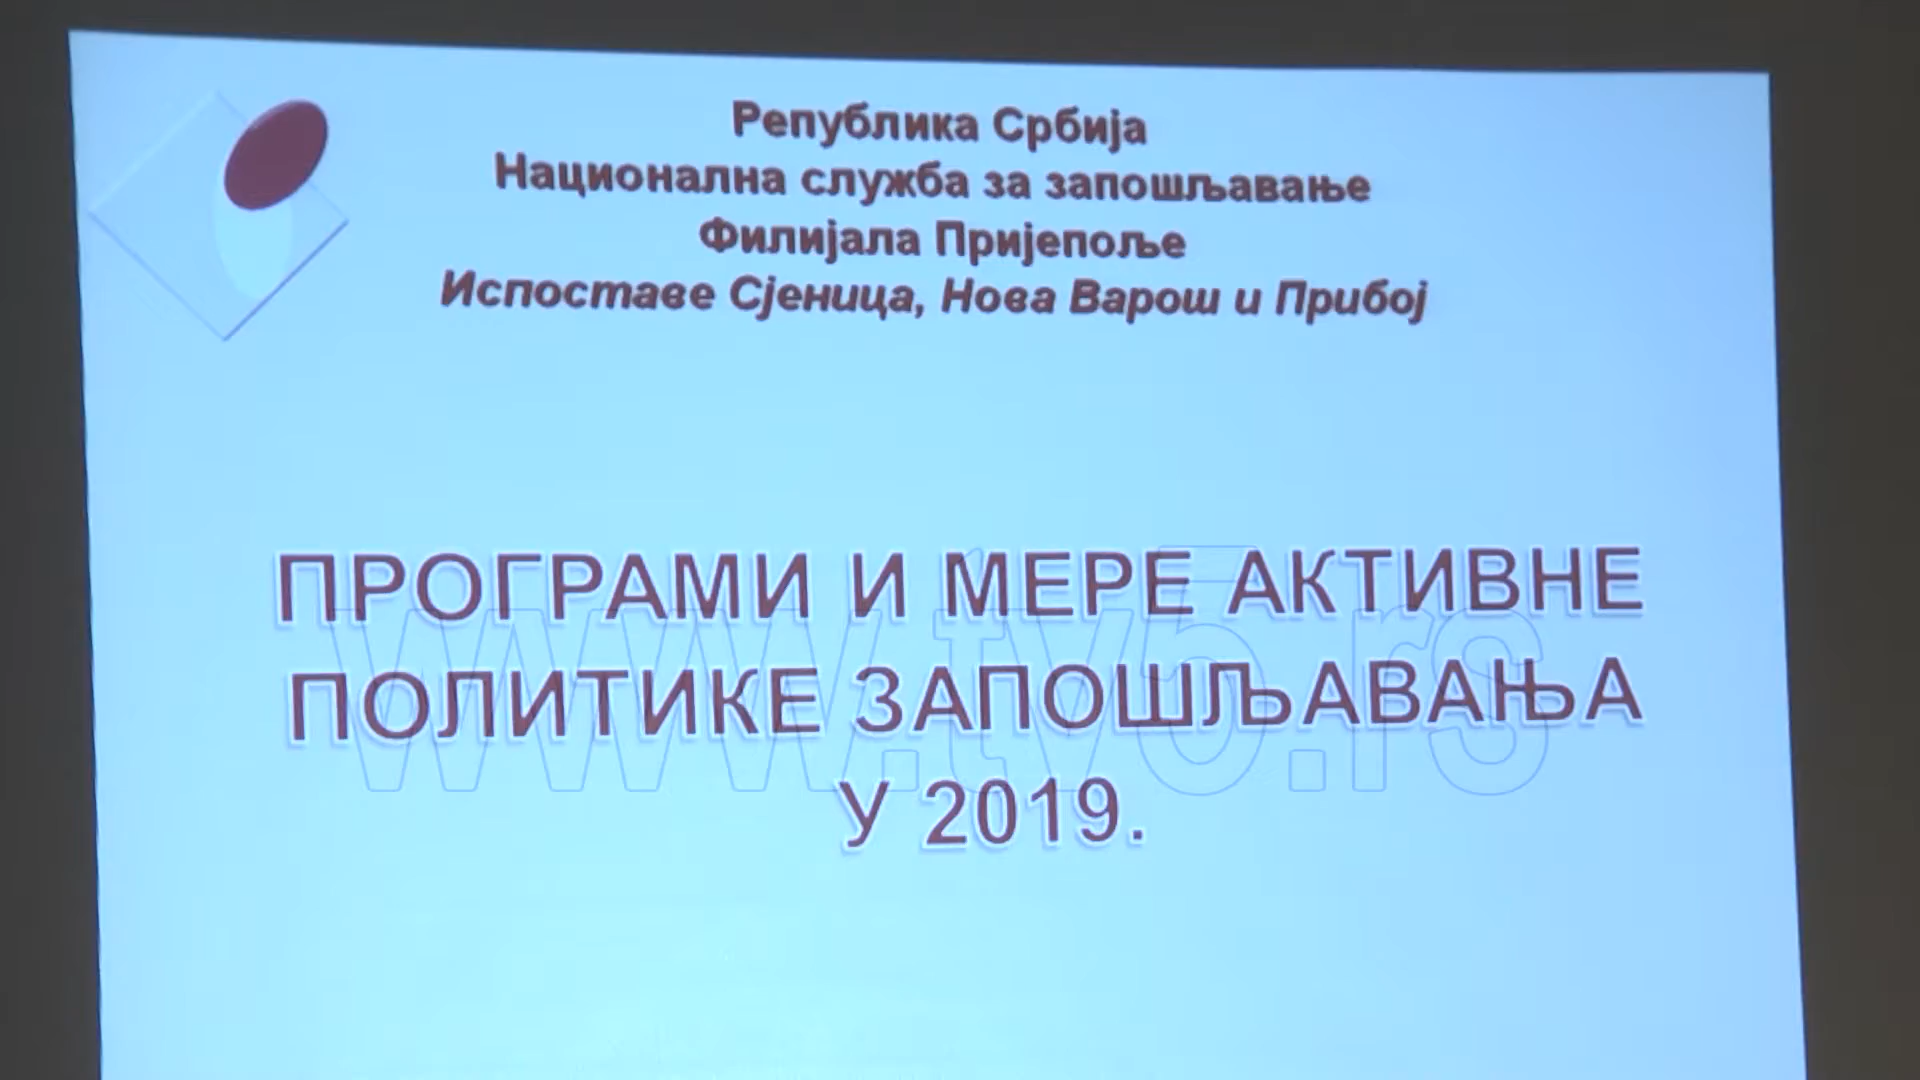 Република Србија
Национална служба за запошљавање
Филијала Пријепоље
Испоставе Сјеница, Нова Варош и Прибој
ПРОГРАМИ И МЕРЕ АКТИВНЕ
ПОЛИТИКЕ ЗАПОШЉАВАЊА
У 2019.
www.tv5.rs